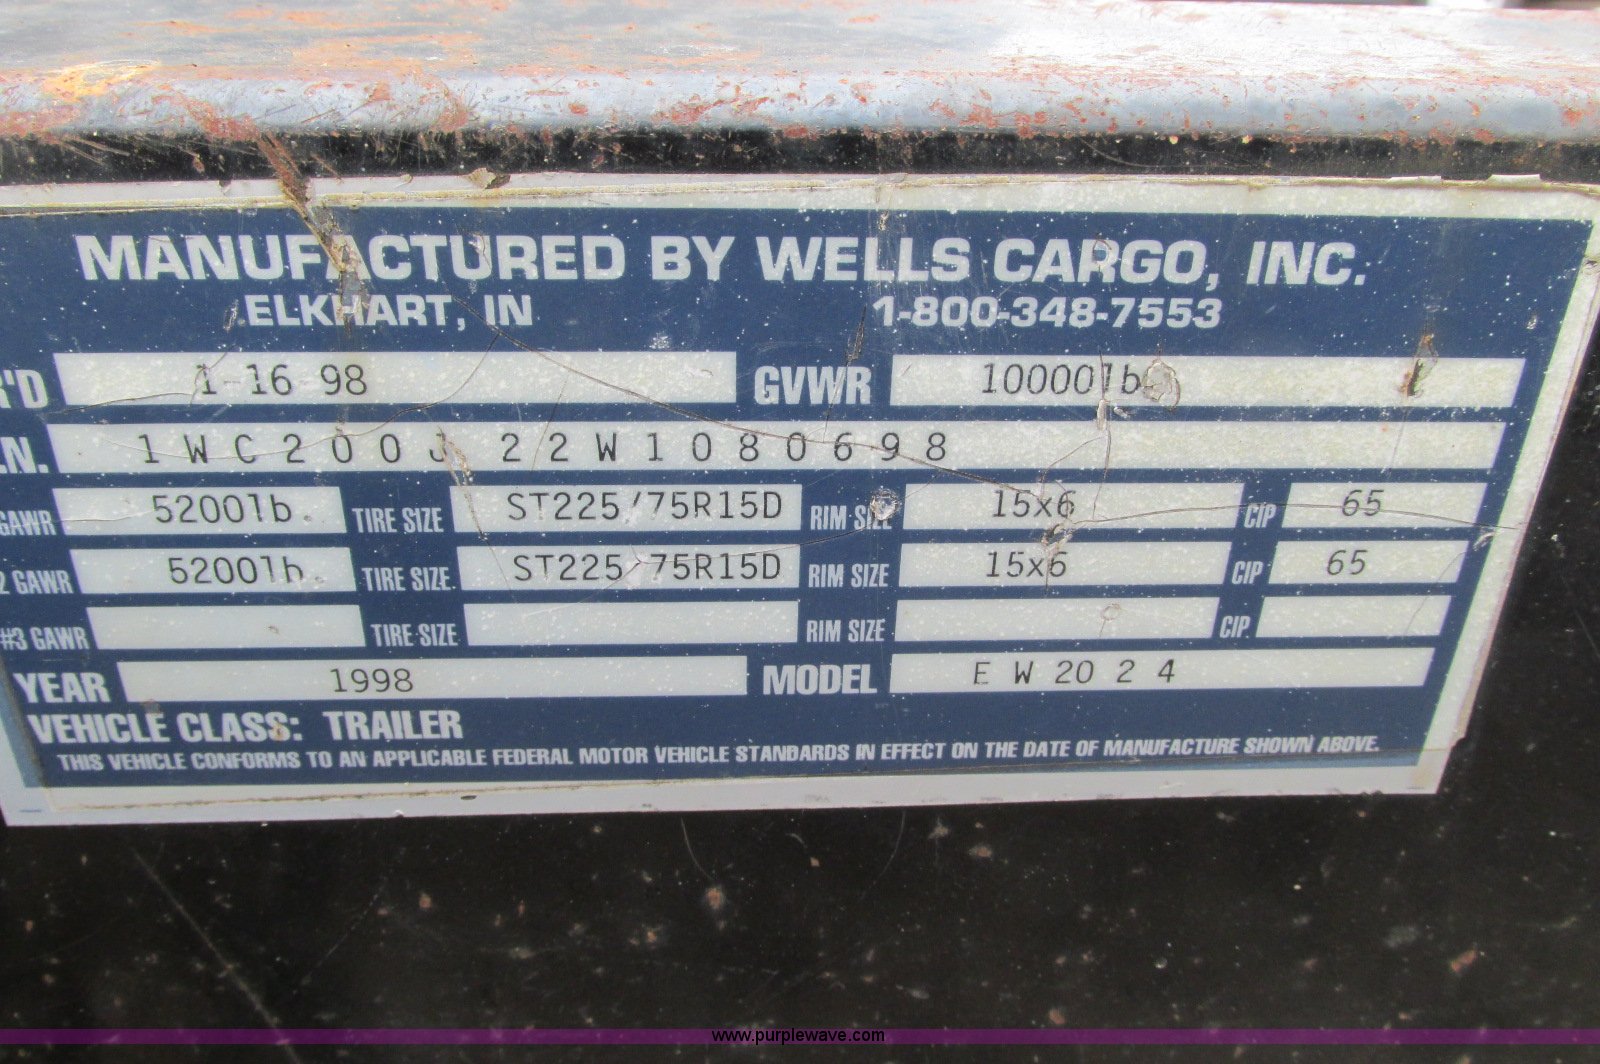 MANUFACTURED BY WELLS CARGO, INC.
ELKHART, IN 1-800-348-7553
R'D 1-16-98 GVWR 10000lb
.N. 1WC200J 22W1080698
GAWR 5200lb. TIRE SIZE ST225/75R15D RIM SIZE 15x6 CIP 65
2 GAWR 5200lb. TIRE SIZE ST225/75R15D RIM SIZE 15x6 CIP 65
#3 GAWR TIRE SIZE RIM SIZE CIP
YEAR 1998 MODEL EW2024
VEHICLE CLASS: TRAILER
THIS VEHICLE CONFORMS TO AN APPLICABLE FEDERAL MOTOR VEHICLE STANDARDS IN EFFECT ON THE DATE OF MANUFACTURE SHOWN ABOVE.
www.purplewave.com